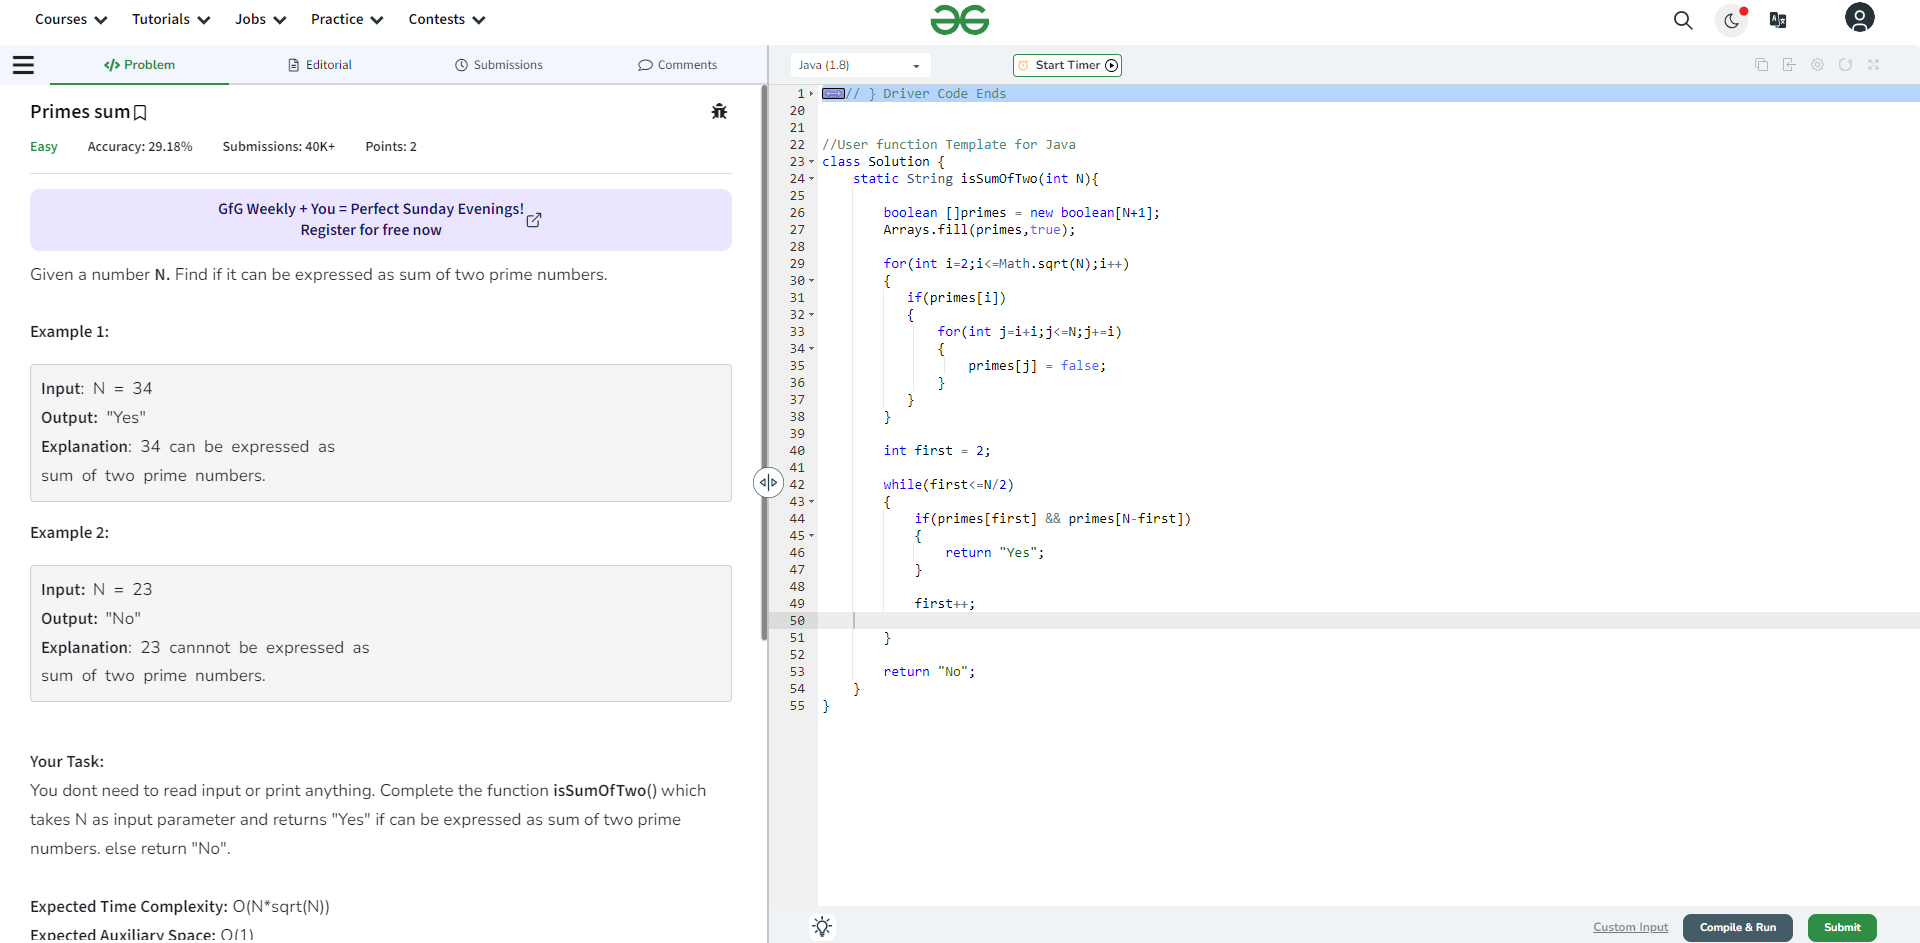 Courses Tutorials Jobs Practice Contests
Problem Editorial Submissions Comments
Primes sum
Easy Accuracy: 29.18% Submissions: 40K+ Points: 2
GfG Weekly + You = Perfect Sunday Evenings!
Register for free now
Given a number N. Find if it can be expressed as sum of two prime numbers.
Example 1:
Input: N = 34
Output: "Yes"
Explanation: 34 can be expressed as
sum of two prime numbers.
Example 2:
Input: N = 23
Output: "No"
Explanation: 23 cannnot be expressed as
sum of two prime numbers.
Your Task:
You dont need to read input or print anything. Complete the function isSumOfTwo() which
takes N as input parameter and returns "Yes" if can be expressed as sum of two prime
numbers. else return "No".
Expected Time Complexity: O(N*sqrt(N))
Expected Auxiliary Space: O(1)
Java (1.8) Start Timer
1 // } Driver Code Ends
20
21
22 //User function Template for Java
23 class Solution {
24 static String isSumOfTwo(int N){
25
26 boolean []primes = new boolean[N+1];
27 Arrays.fill(primes,true);
28
29 for(int i=2;i<=Math.sqrt(N);i++)
30 {
31 if(primes[i])
32 {
33 for(int j=i+i;j<=N;j+=i)
34 {
35 primes[j] = false;
36 }
37 }
38 }
39
40 int first = 2;
41
42 while(first<=N/2)
43 {
44 if(primes[first] && primes[N-first])
45 {
46 return "Yes";
47 }
48
49 first++;
50
51 }
52
53 return "No";
54 }
55 }
Custom Input Compile & Run Submit